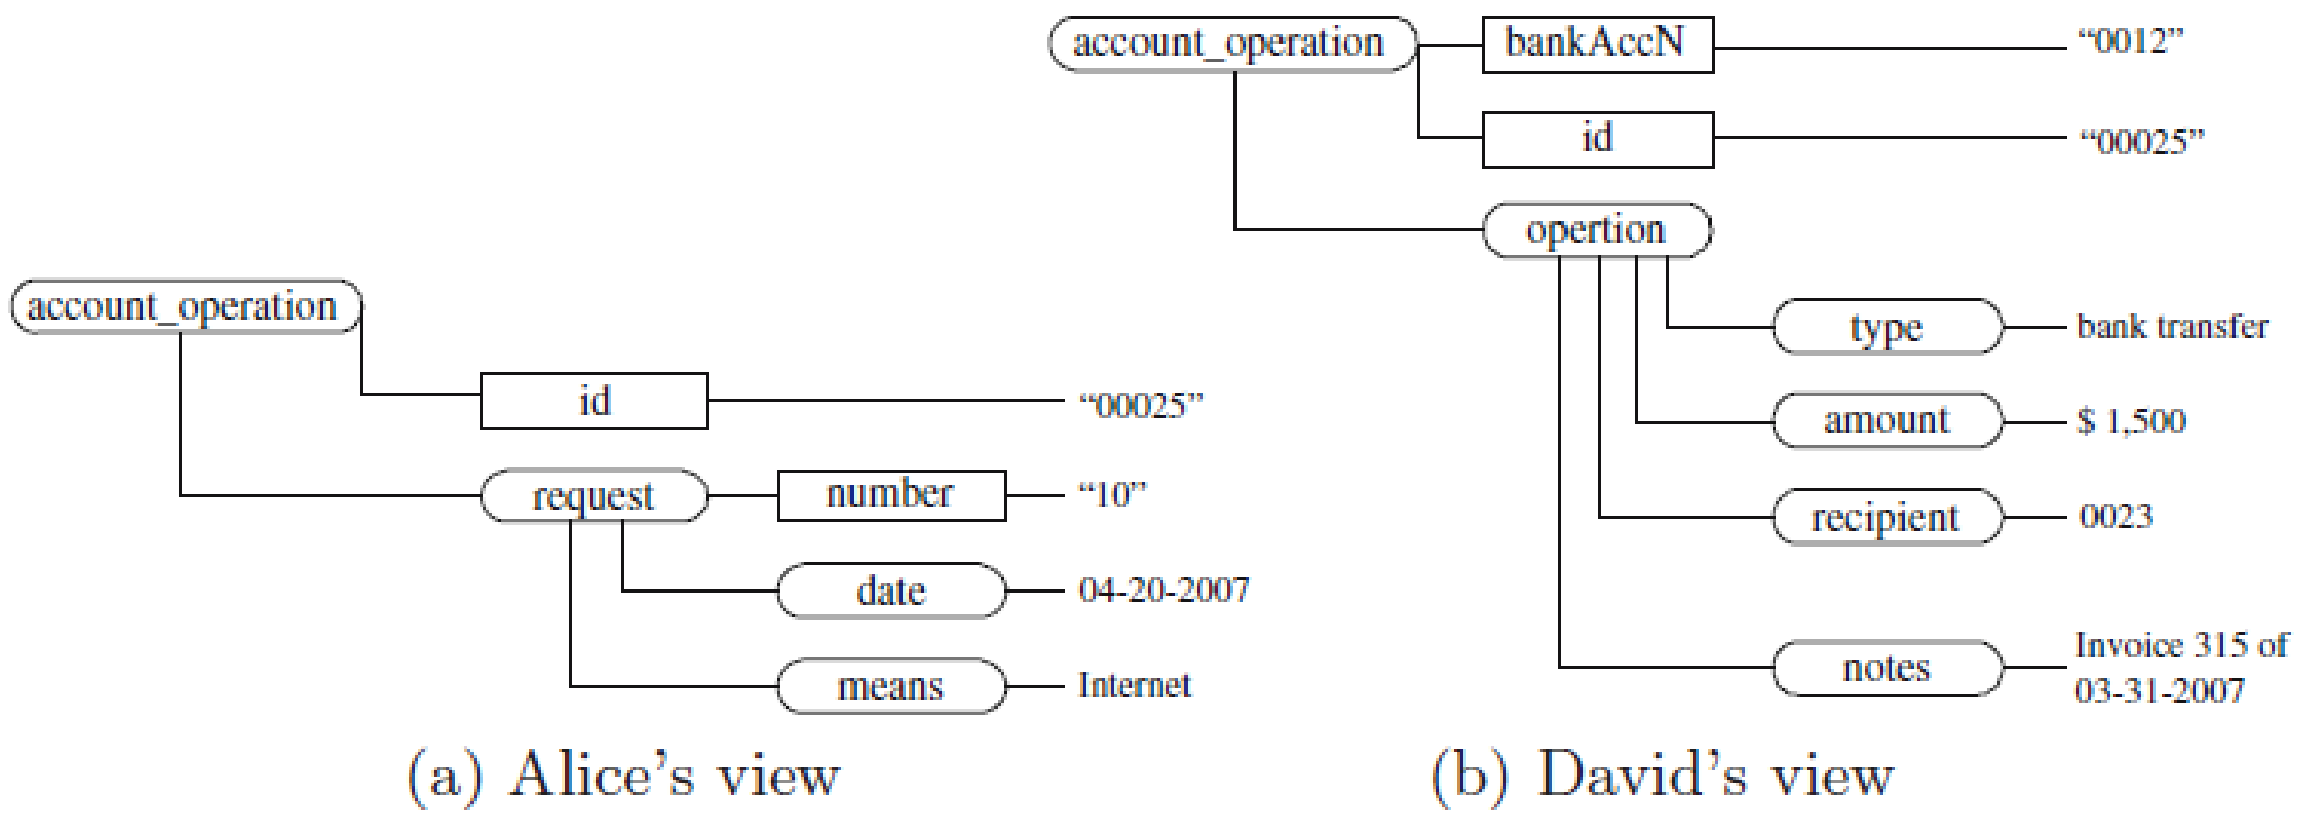 account_operation
id
"00025"
request
number
"10"
date
04-20-2007
means
Internet
(a) Alice's view
account_operation
bankAccN
"0012"
id
"00025"
opertion
type
bank transfer
amount
$ 1,500
recipient
0023
notes
Invoice 315 of
03-31-2007
(b) David's view